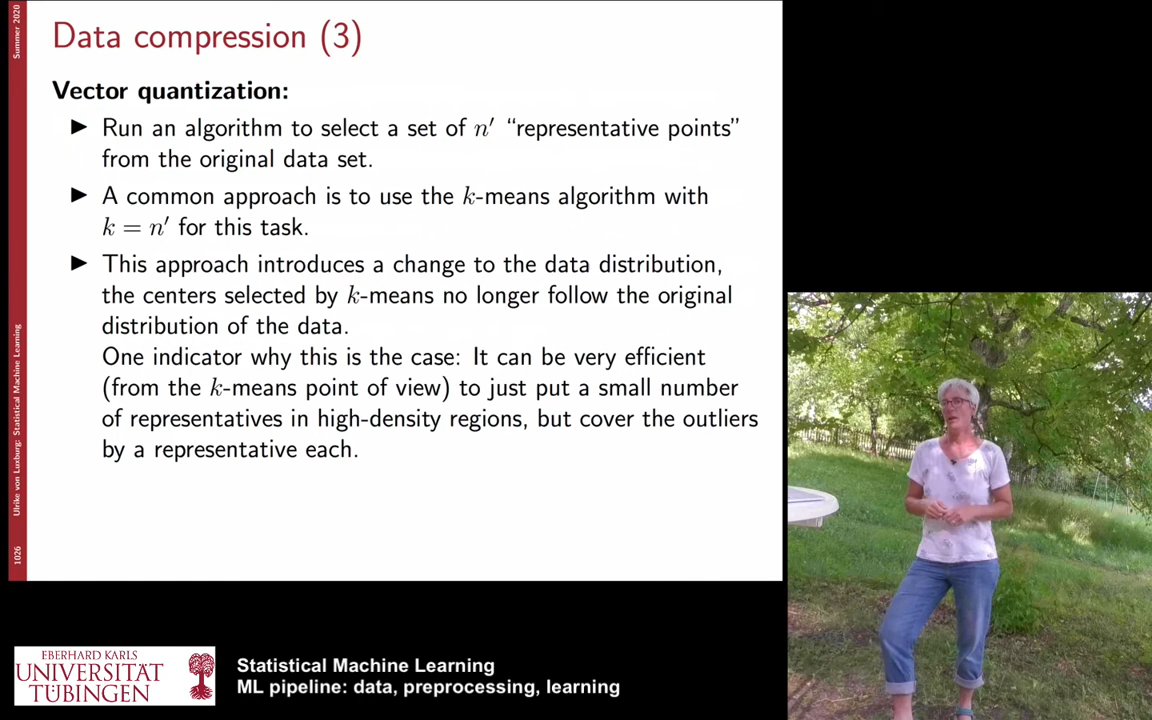 Data compression (3)
Vector quantization:
▶ Run an algorithm to select a set of n′ “representative points”
from the original data set.
▶ A common approach is to use the k-means algorithm with
k = n′ for this task.
▶ This approach introduces a change to the data distribution,
the centers selected by k-means no longer follow the original
distribution of the data.
One indicator why this is the case: It can be very efficient
(from the k-means point of view) to just put a small number
of representatives in high-density regions, but cover the outliers
by a representative each.
Summer 2020
Ulrike von Luxburg: Statistical Machine Learning
1026
EBERHARD KARLS
UNIVERSITÄT
TÜBINGEN
Statistical Machine Learning
ML pipeline: data, preprocessing, learning